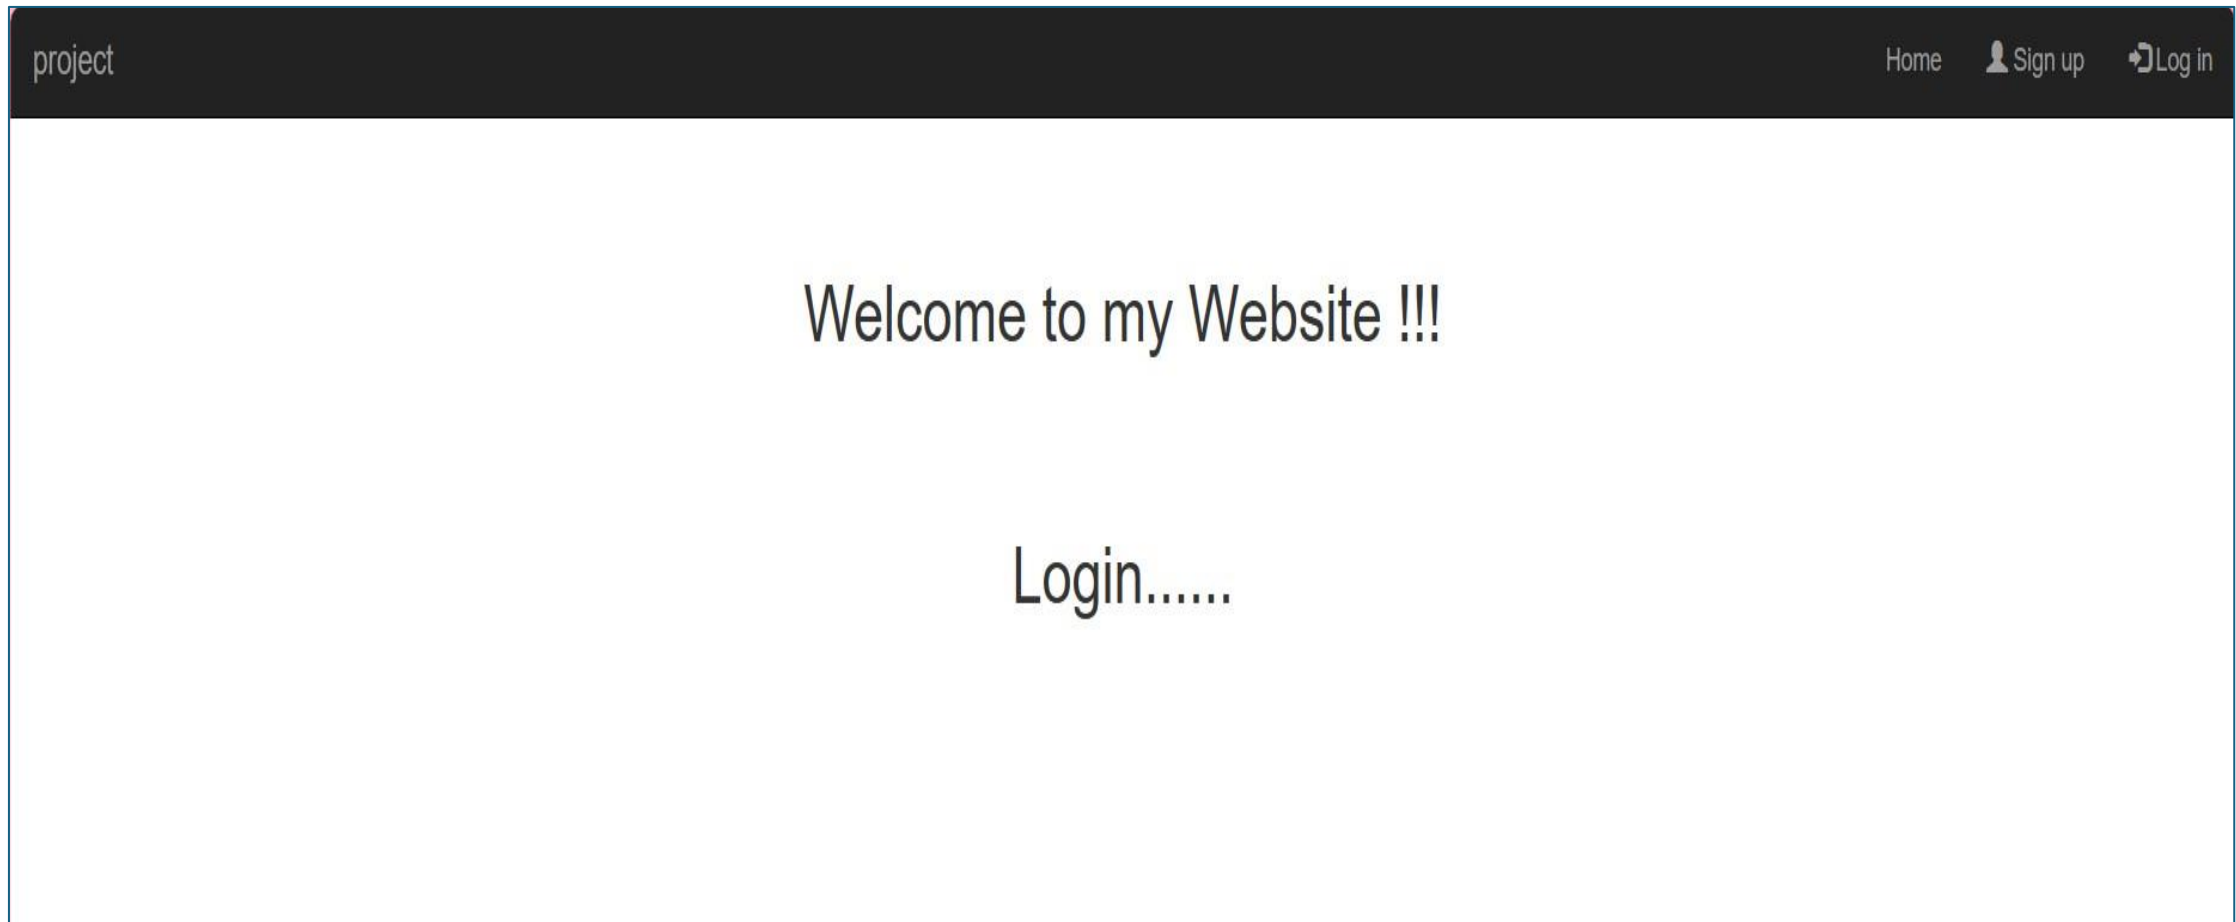 project Home Sign up Log in
Welcome to my Website !!!
Login......